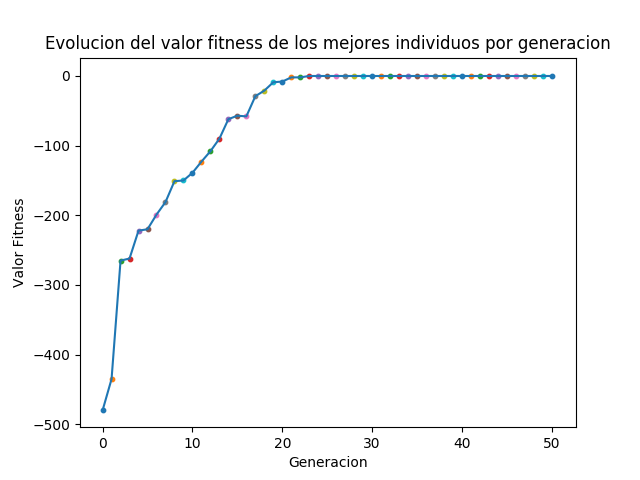 Evolucion del valor fitness de los mejores individuos por generacion
0
−100
−200
−300
−400
−500
Valor Fitness
0 10 20 30 40 50
Generacion